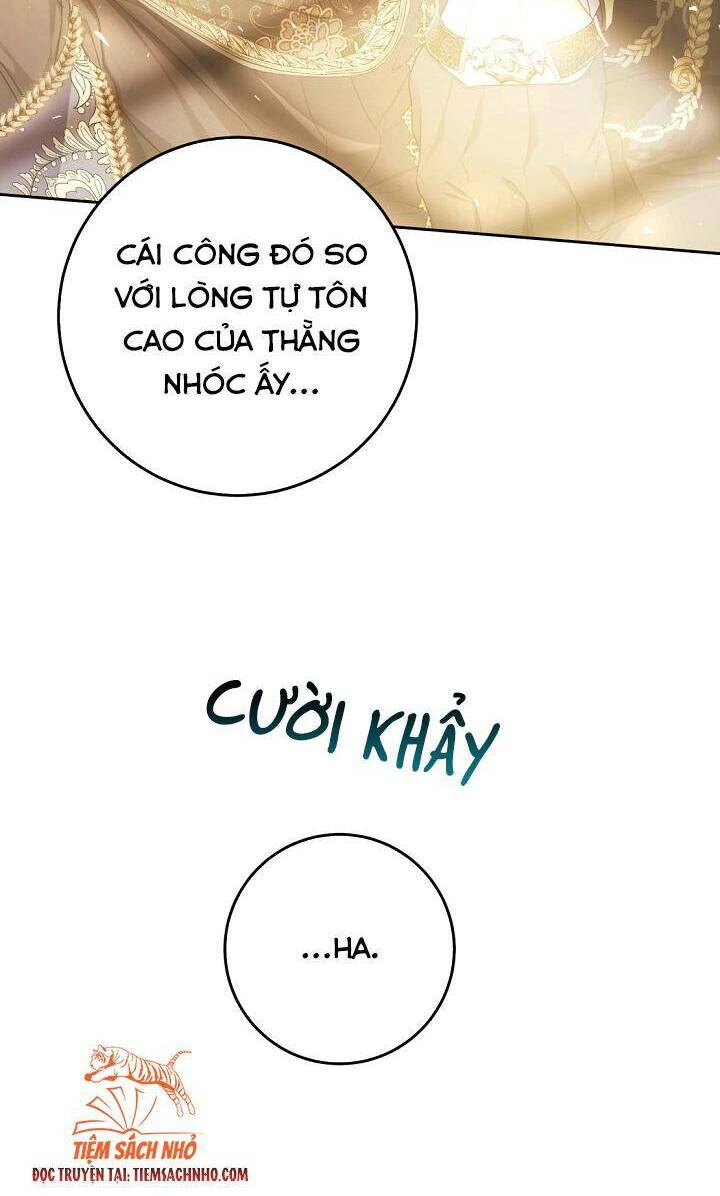 CÁI CÔNG ĐÓ SO
VỚI LÒNG TỰ TÔN
CAO CỦA THẰNG
NHÓC ẤY...
CƯỜI KHẨY
...HA.
TIỆM SÁCH NHỎ
ĐỌC TRUYỆN TẠI: TIEMSACHNHO.COM